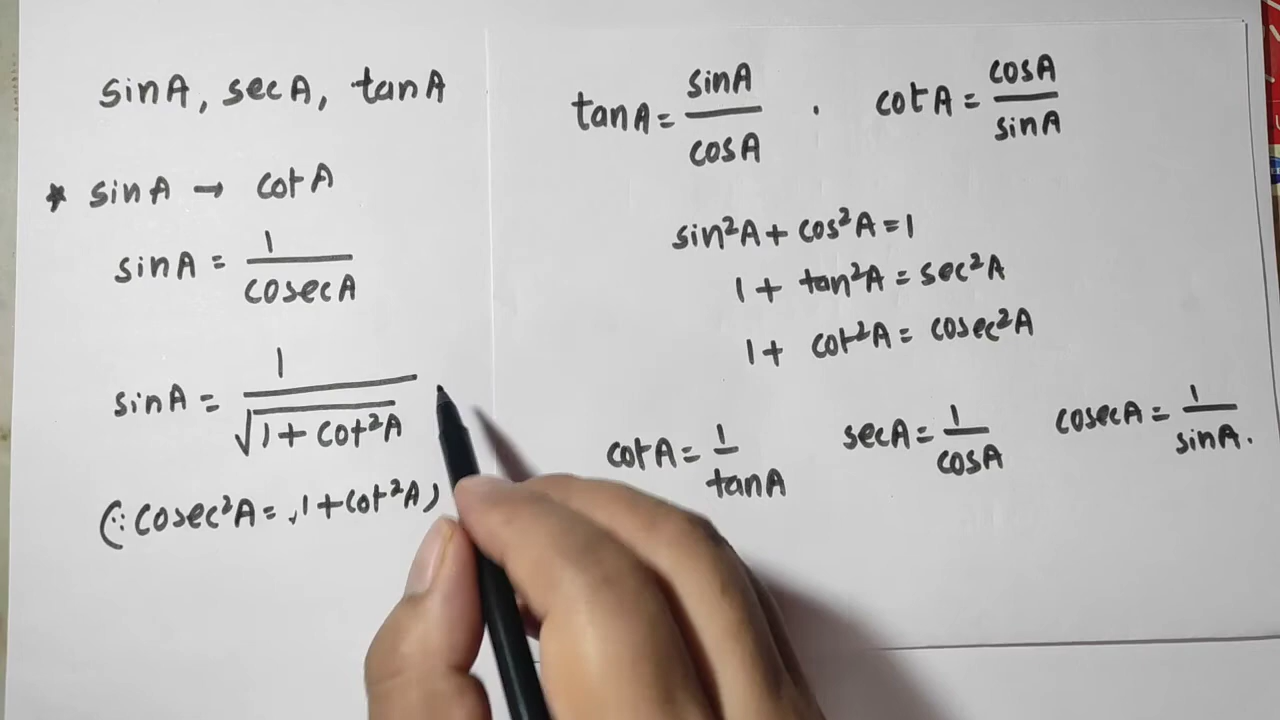 sinA, secA, tanA
* sinA → cotA
sinA = 1/cosecA
sinA = 1/√(1 + cot²A)
(∵ cosec²A = 1 + cot²A)
tanA = sinA/cosA . cotA = cosA/sinA
sin²A + cos²A = 1
1 + tan²A = sec²A
1 + cot²A = cosec²A
cotA = 1/tanA secA = 1/cosA cosecA = 1/sinA.